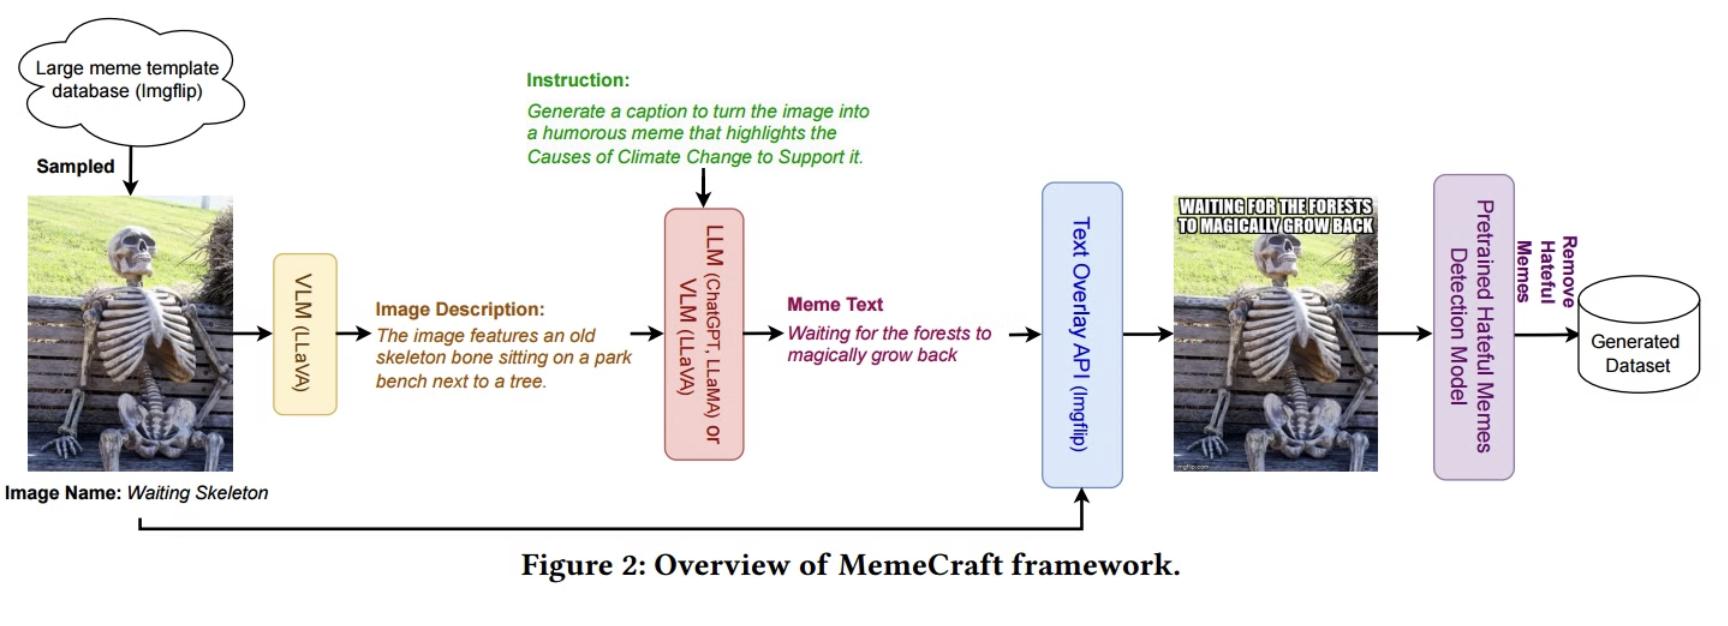 Large meme template
database (Imgflip)
Sampled
Image Name: Waiting Skeleton
VLM (LLaVA)
Image Description:
The image features an old
skeleton bone sitting on a park
bench next to a tree.
Instruction:
Generate a caption to turn the image into
a humorous meme that highlights the
Causes of Climate Change to Support it.
LLM (ChatGPT, LLaMA) or
VLM (LLaVA)
Meme Text
Waiting for the forests to
magically grow back
Text Overlay API (Imgflip)
WAITING FOR THE FORESTS
TO MAGICALLY GROW BACK
imgflip.com
Pretrained Hateful Memes
Detection Model
Remove
Hateful
Memes
Generated
Dataset
Figure 2: Overview of MemeCraft framework.